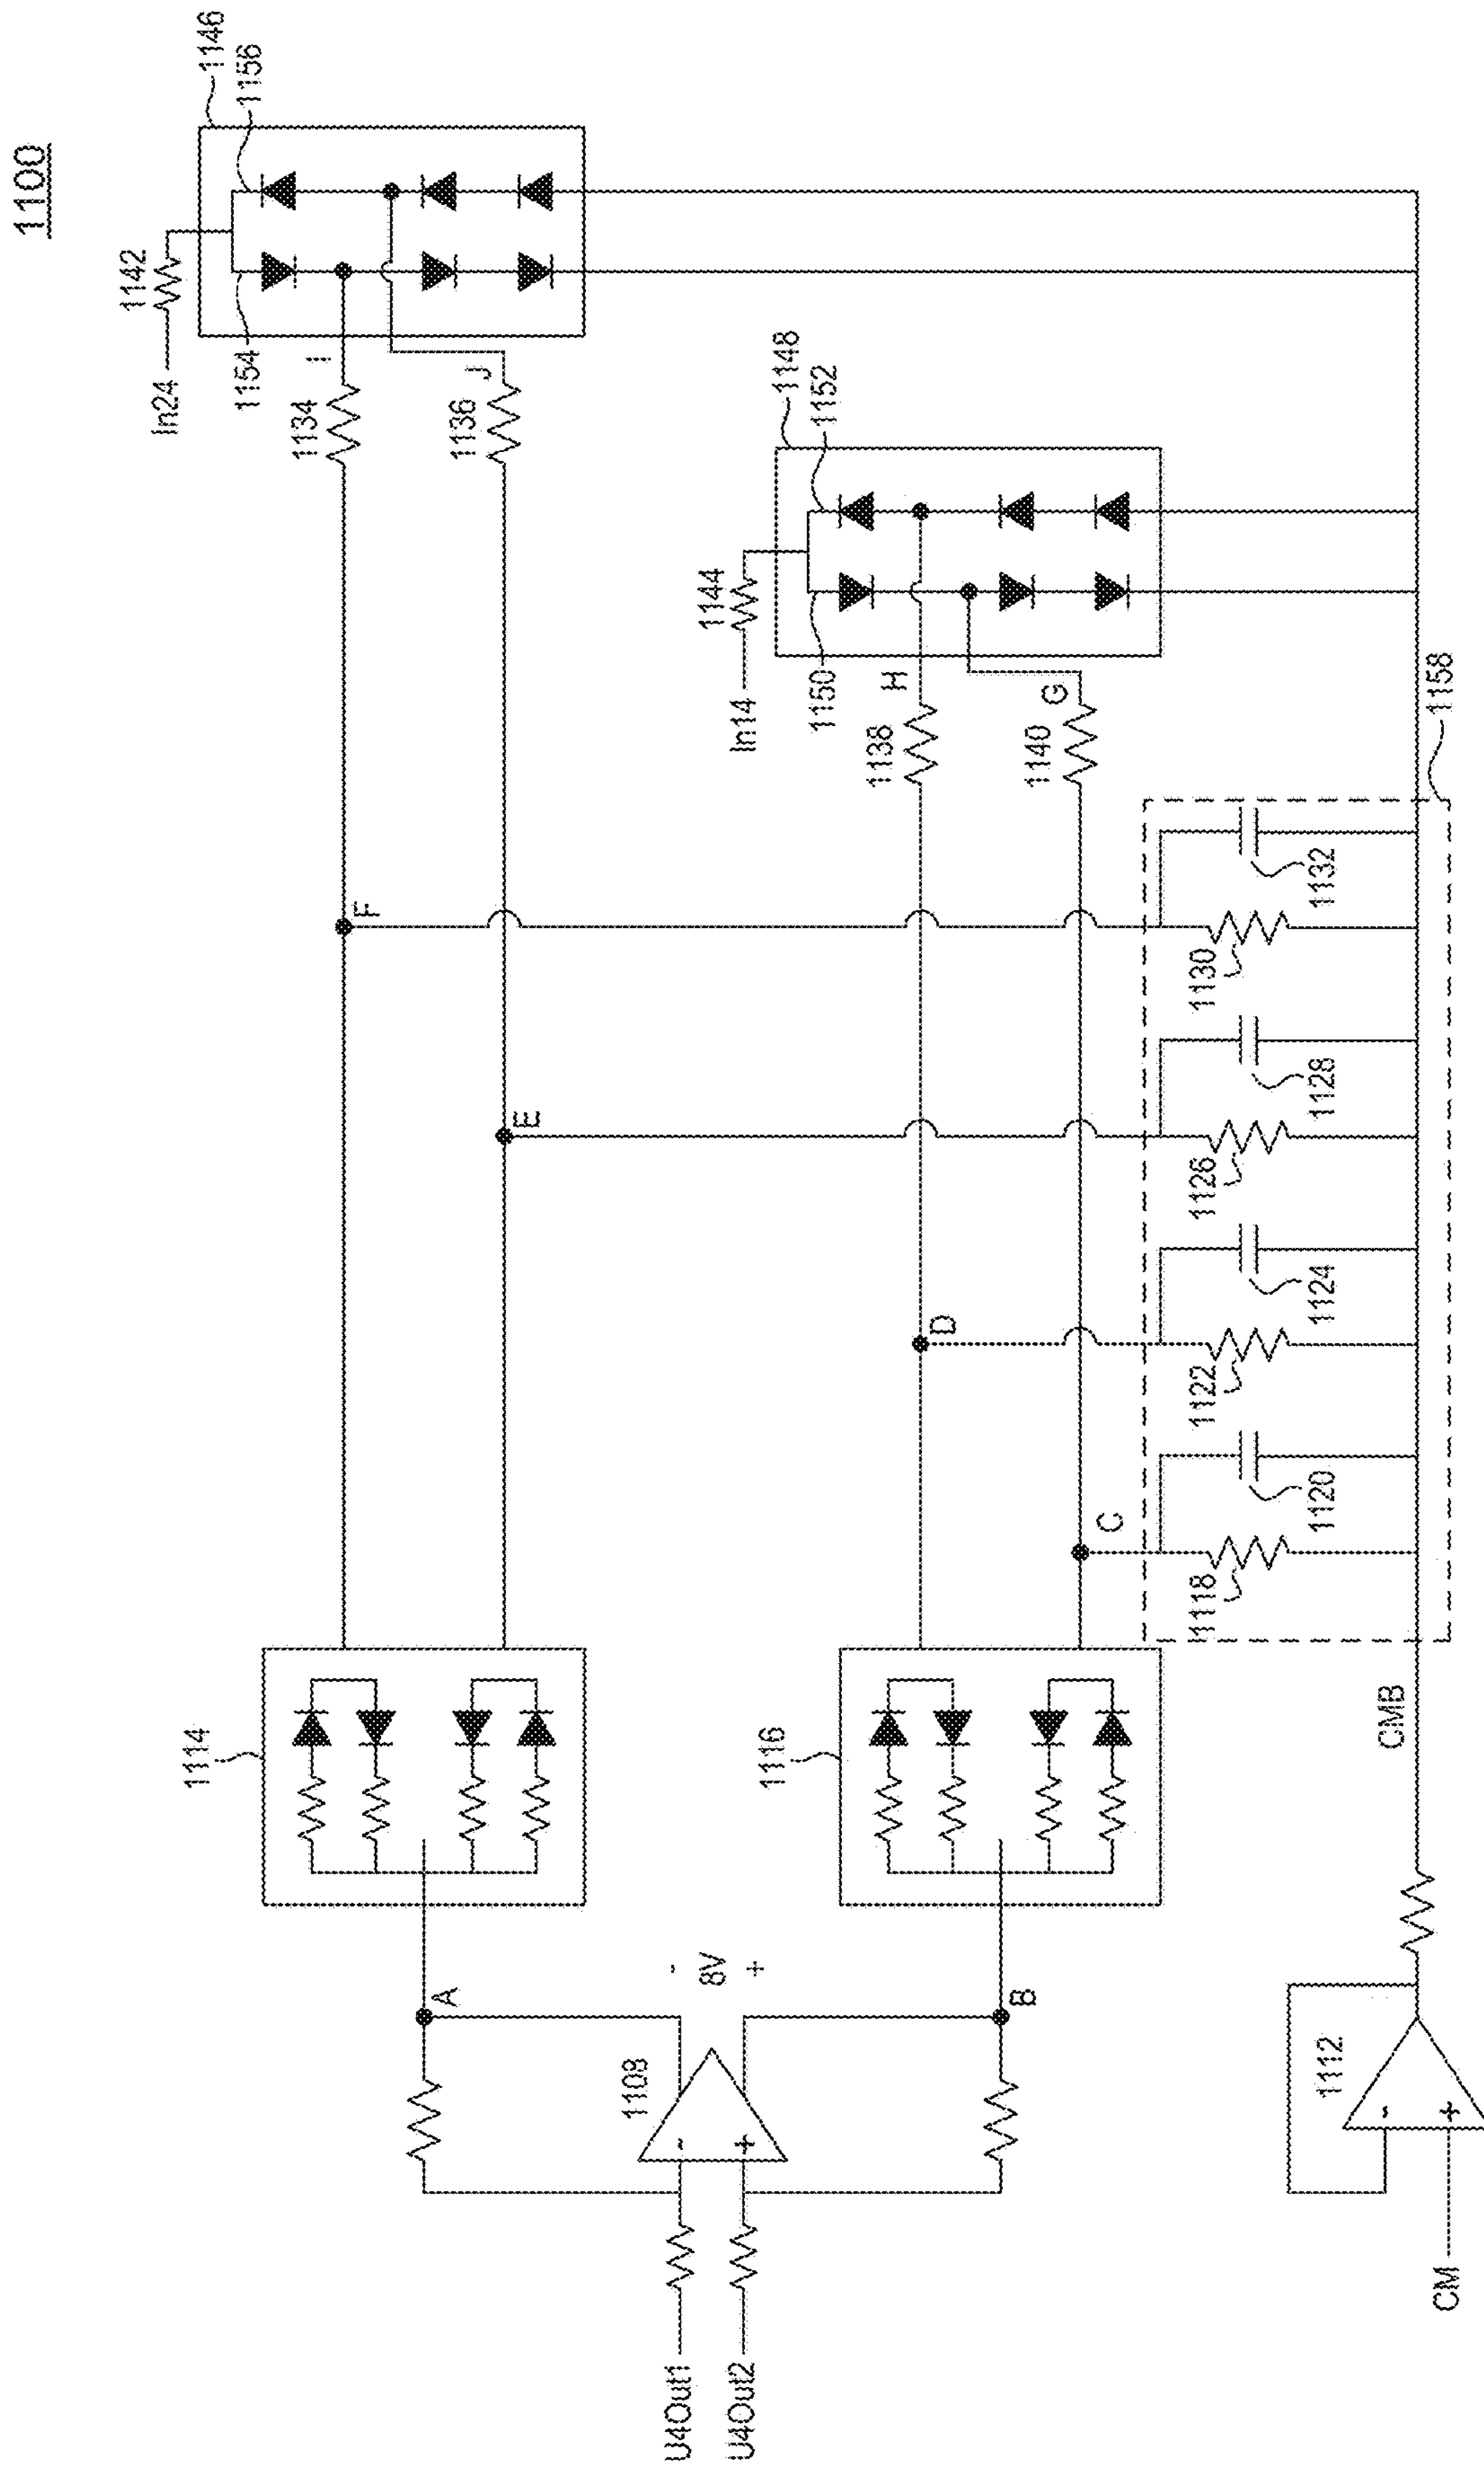 1100
1146
1156
1142
In24
1154
I
1134
J
1136
1148
1152
1144
In14
1150
H
G
1138
1140
1158
F
E
D
C
1132
1130
1128
1126
1124
1122
1120
1118
1114
1116
CMB
A
-
8V
+
B
1108
-
+
U4Out1
U4Out2
1112
-
+
CM